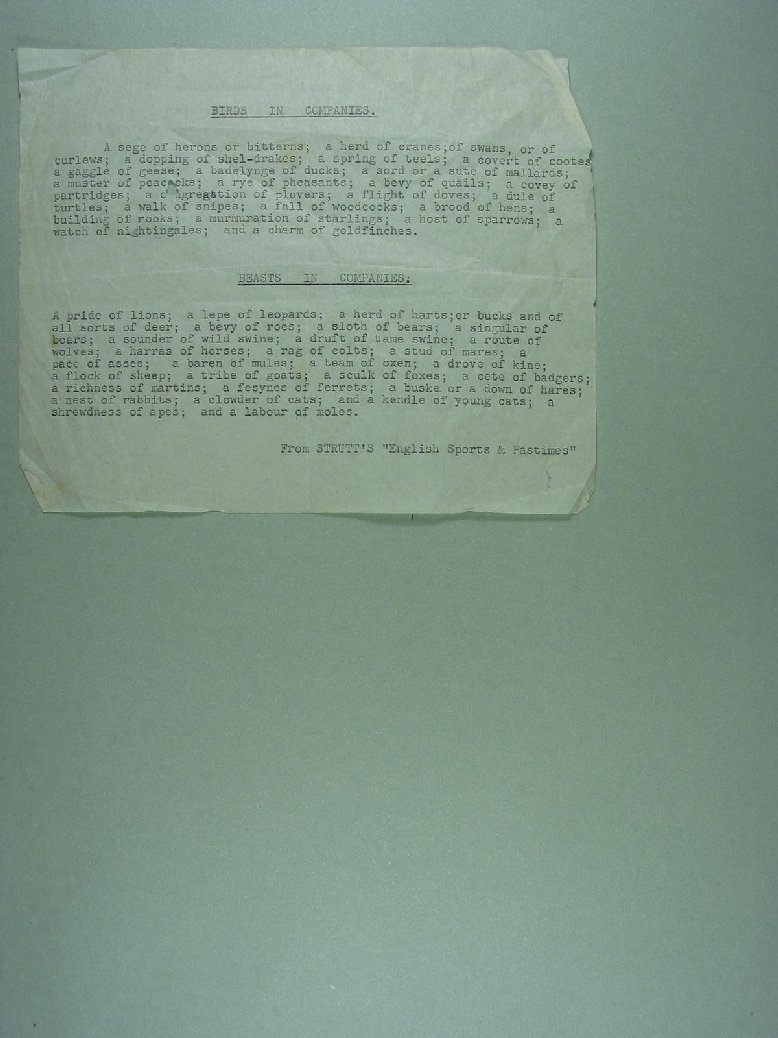 BIRDS IN COMPANIES.
A sege of herons or bitterns; a herd of cranes;of swans, or of
curlews; a dopping of shel-drakes; a spring of teels; a covert of cootes
a gaggle of geese; a badelynge of ducks; a sord or a sute of mallards;
a muster of peacocks; a rye of pheasants; a bevy of quails; a covey of
partridges; a congregation of plovers; a flight of doves; a dule of
turtles; a walk of snipes; a fall of woodcocks; a brood of hens; a
building of rooks; a murmuration of starlings; a host of sparrows; a
watch of nightingales; and a charm of goldfinches.
BEASTS IN COMPANIES.
A pride of lions; a lepe of leopards; a herd of harts;or bucks and of
all sorts of deer; a bevy of roes; a sloth of bears; a singular of
boars; a sounder of wild swine; a druft of tame swine; a route of
wolves; a harras of horses; a rag of colts; a stud of mares; a
pace of asses; a baren of mules; a team of oxen; a drove of kine;
a flock of sheep; a tribe of goats; a sculk of foxes; a cete of badgers;
a richness of martins; a fesynes of ferrets; a buske or a down of hares;
a nest of rabbits; a clowder of cats; and a kendle of young cats; a
shrewdness of apes; and a labour of moles.
From STRUTT'S "English Sports & Pastimes"